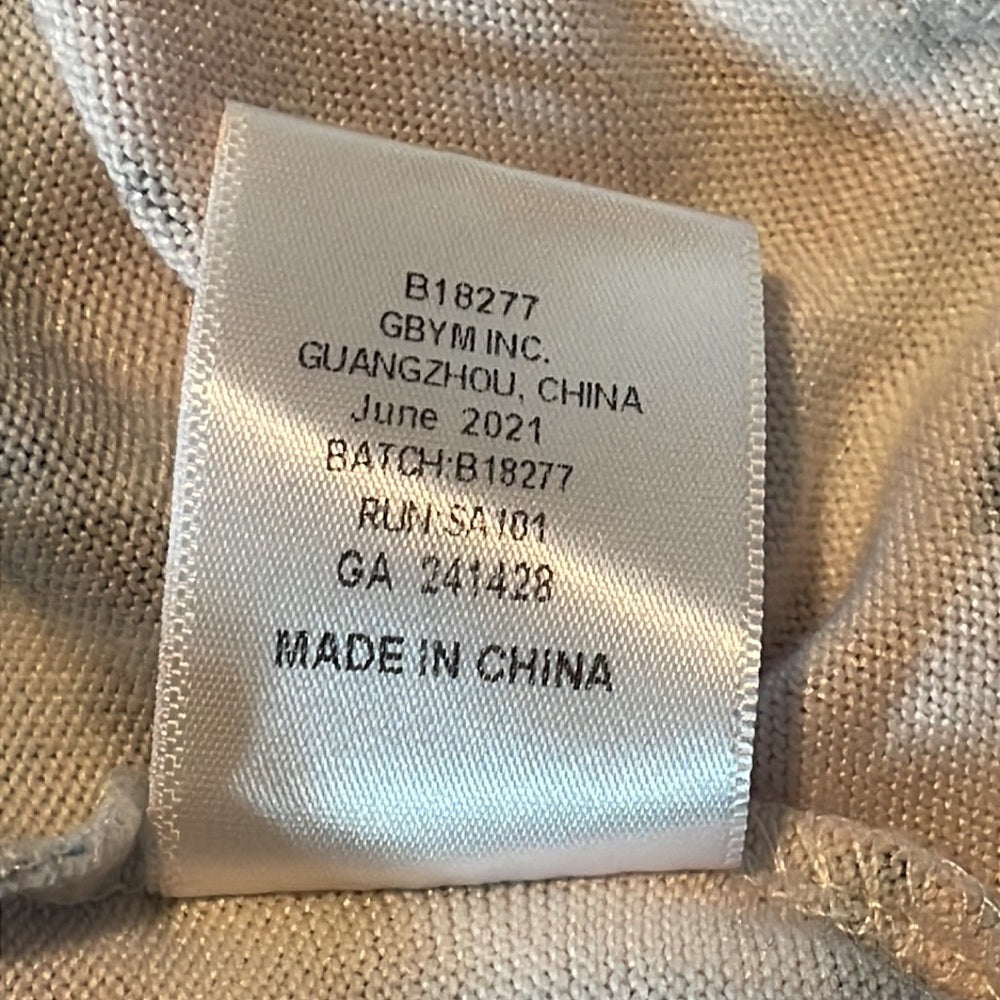 B18277
GBYM INC.
GUANGZHOU, CHINA
June 2021
BATCH:B18277
RUN:SA101
GA 241428
MADE IN CHINA